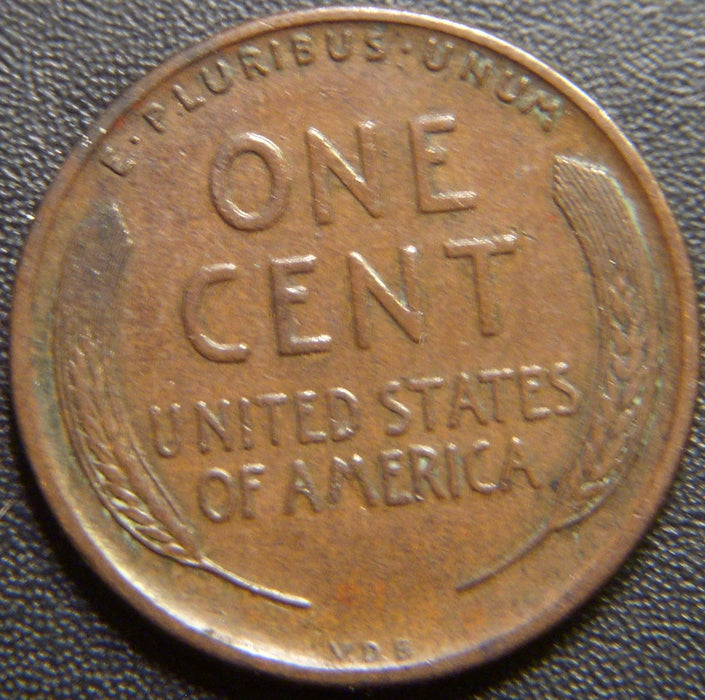 E·PLURIBUS·UNUM
ONE
CENT
UNITED STATES
OF AMERICA
V.D.B.